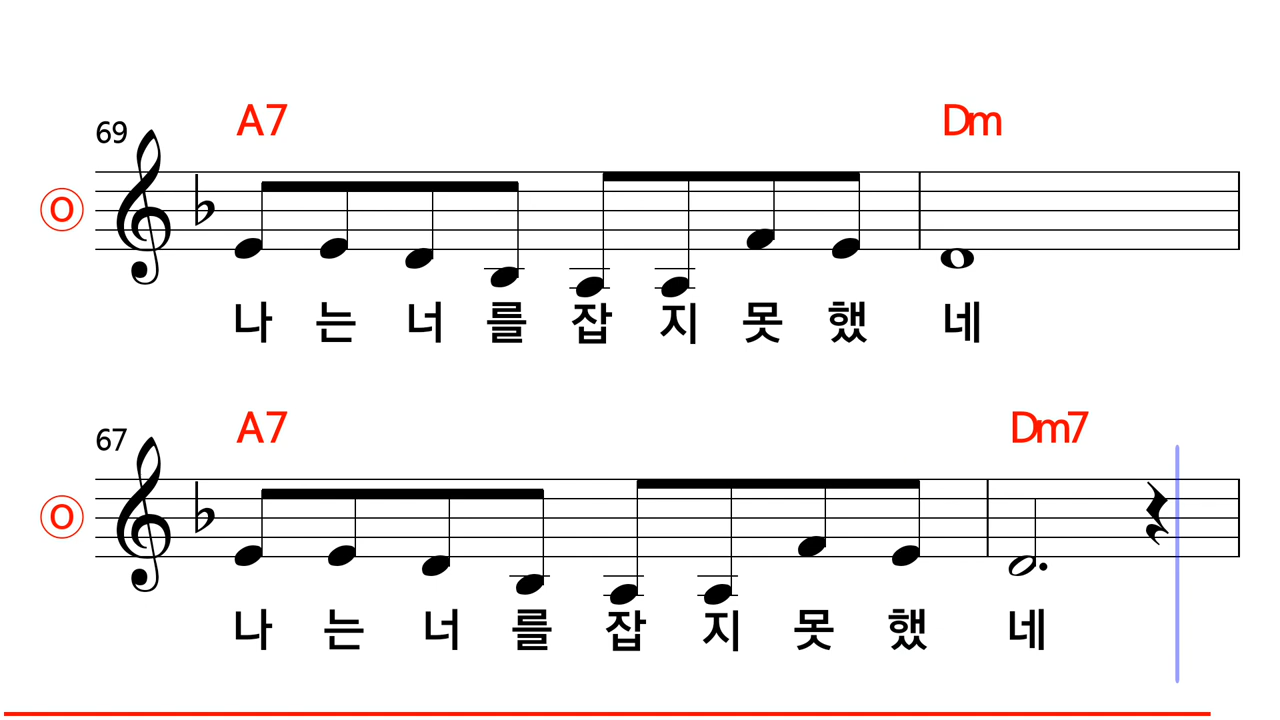 A7 Dm
69
O
나 는 너 를 잡 지 못 했 네
A7 Dm7
67
O
나 는 너 를 잡 지 못 했 네